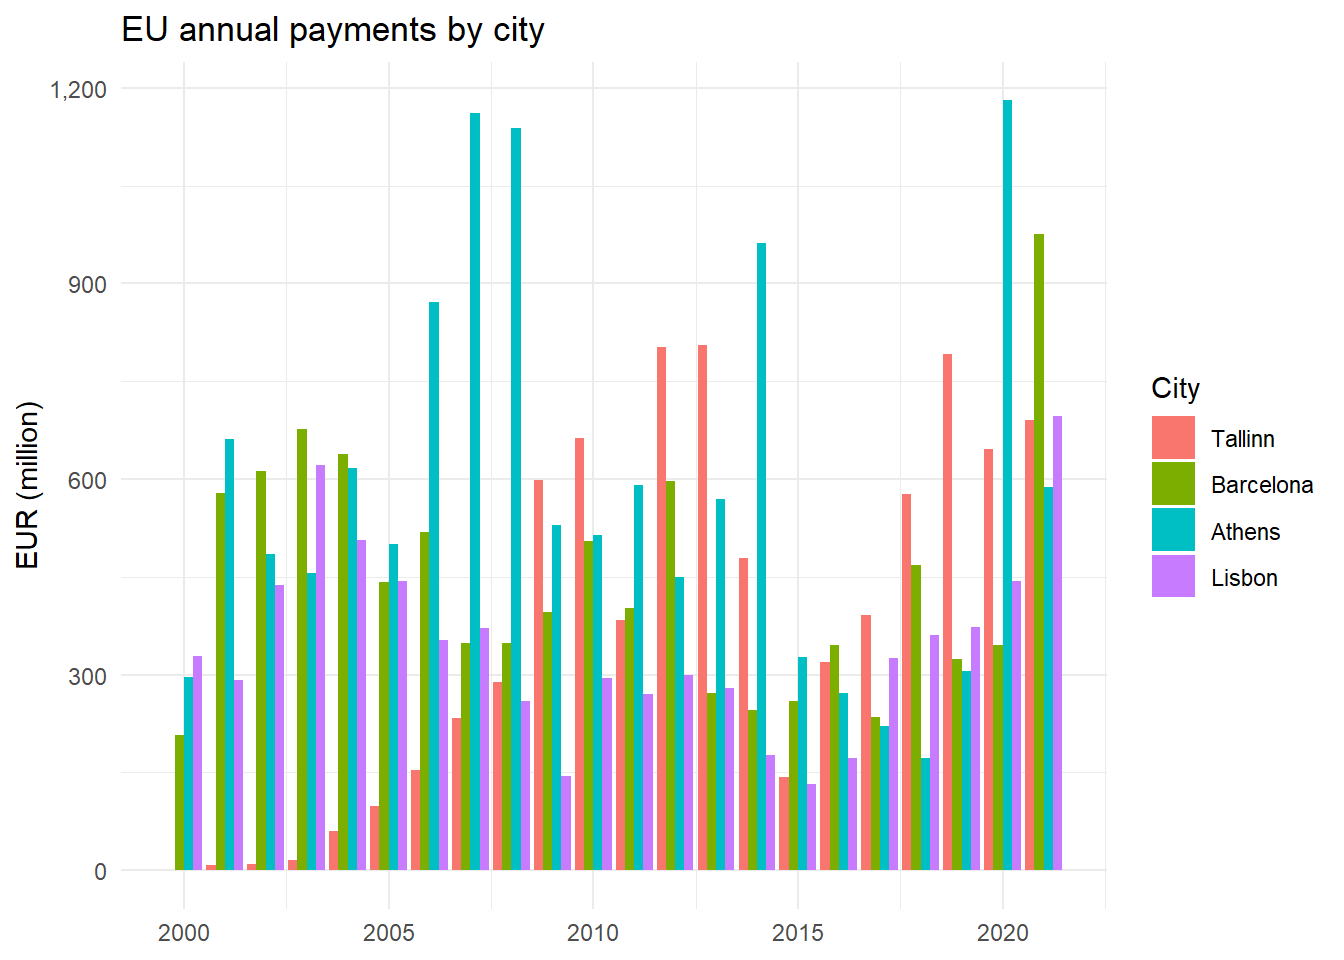 EU annual payments by city
1,200
900
600
300
0
EUR (million)
2000
2005
2010
2015
2020
City
Tallinn
Barcelona
Athens
Lisbon